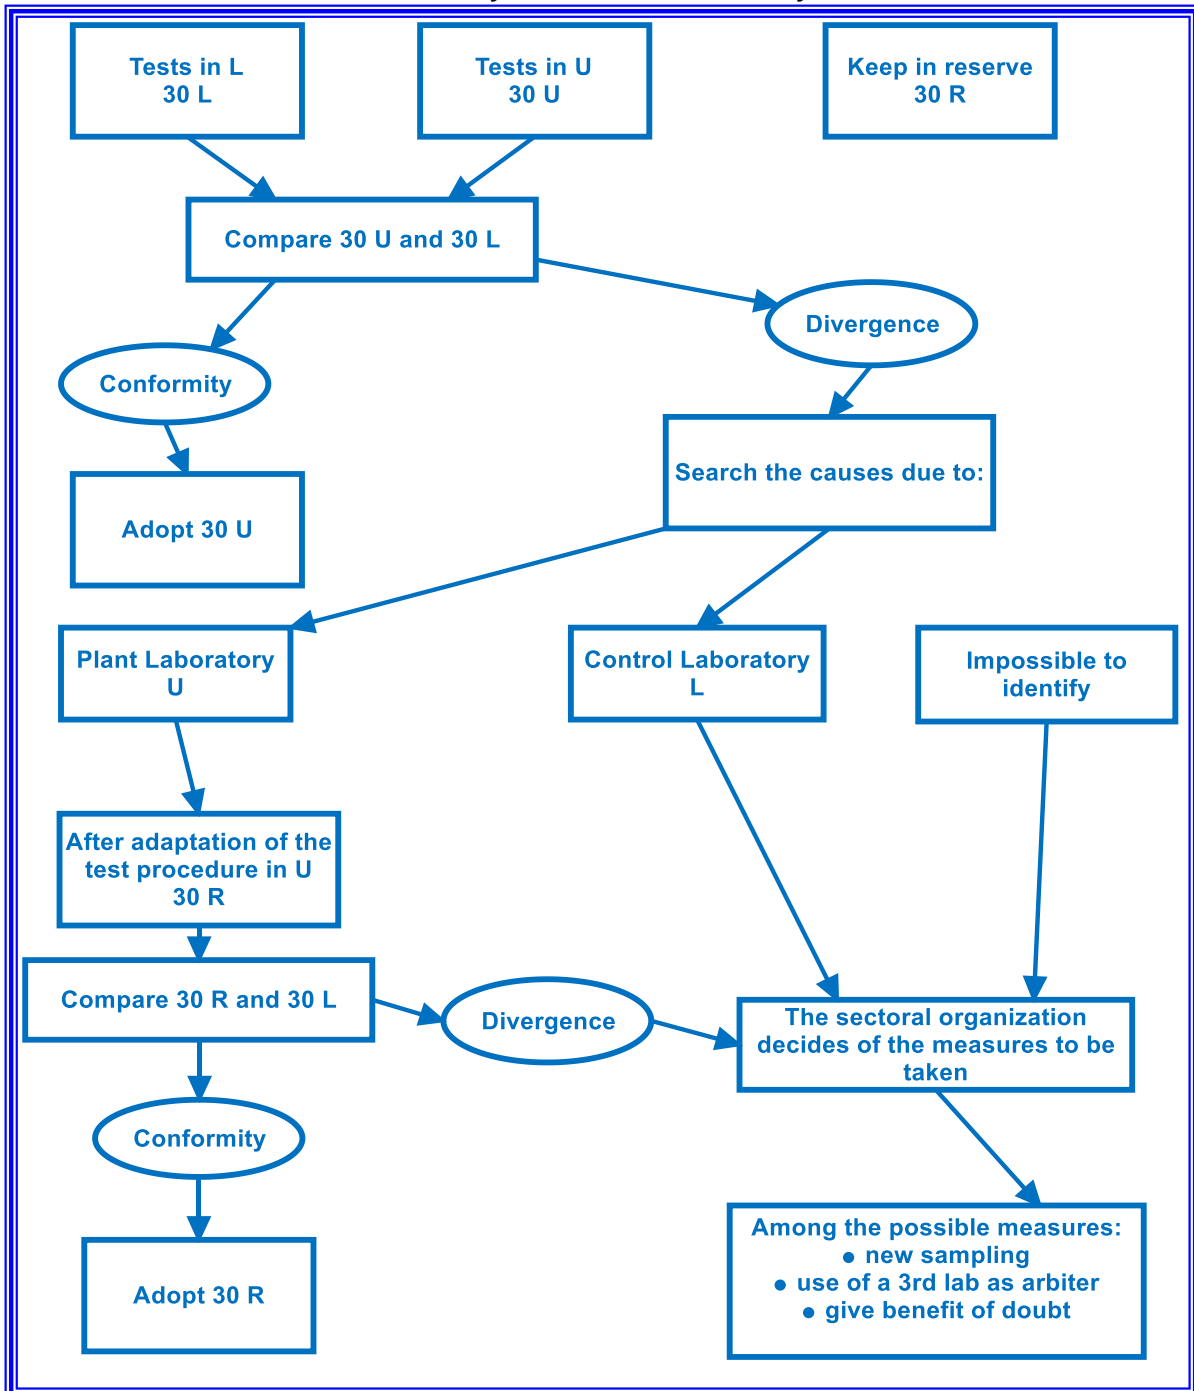 Tests in L
30 L
Tests in U
30 U
Keep in reserve
30 R
Compare 30 U and 30 L
Divergence
Conformity
Search the causes due to:
Adopt 30 U
Plant Laboratory
U
Control Laboratory
L
Impossible to
identify
After adaptation of the
test procedure in U
30 R
Compare 30 R and 30 L
Divergence
The sectoral organization
decides of the measures to be
taken
Conformity
Among the possible measures:
● new sampling
● use of a 3rd lab as arbiter
● give benefit of doubt
Adopt 30 R